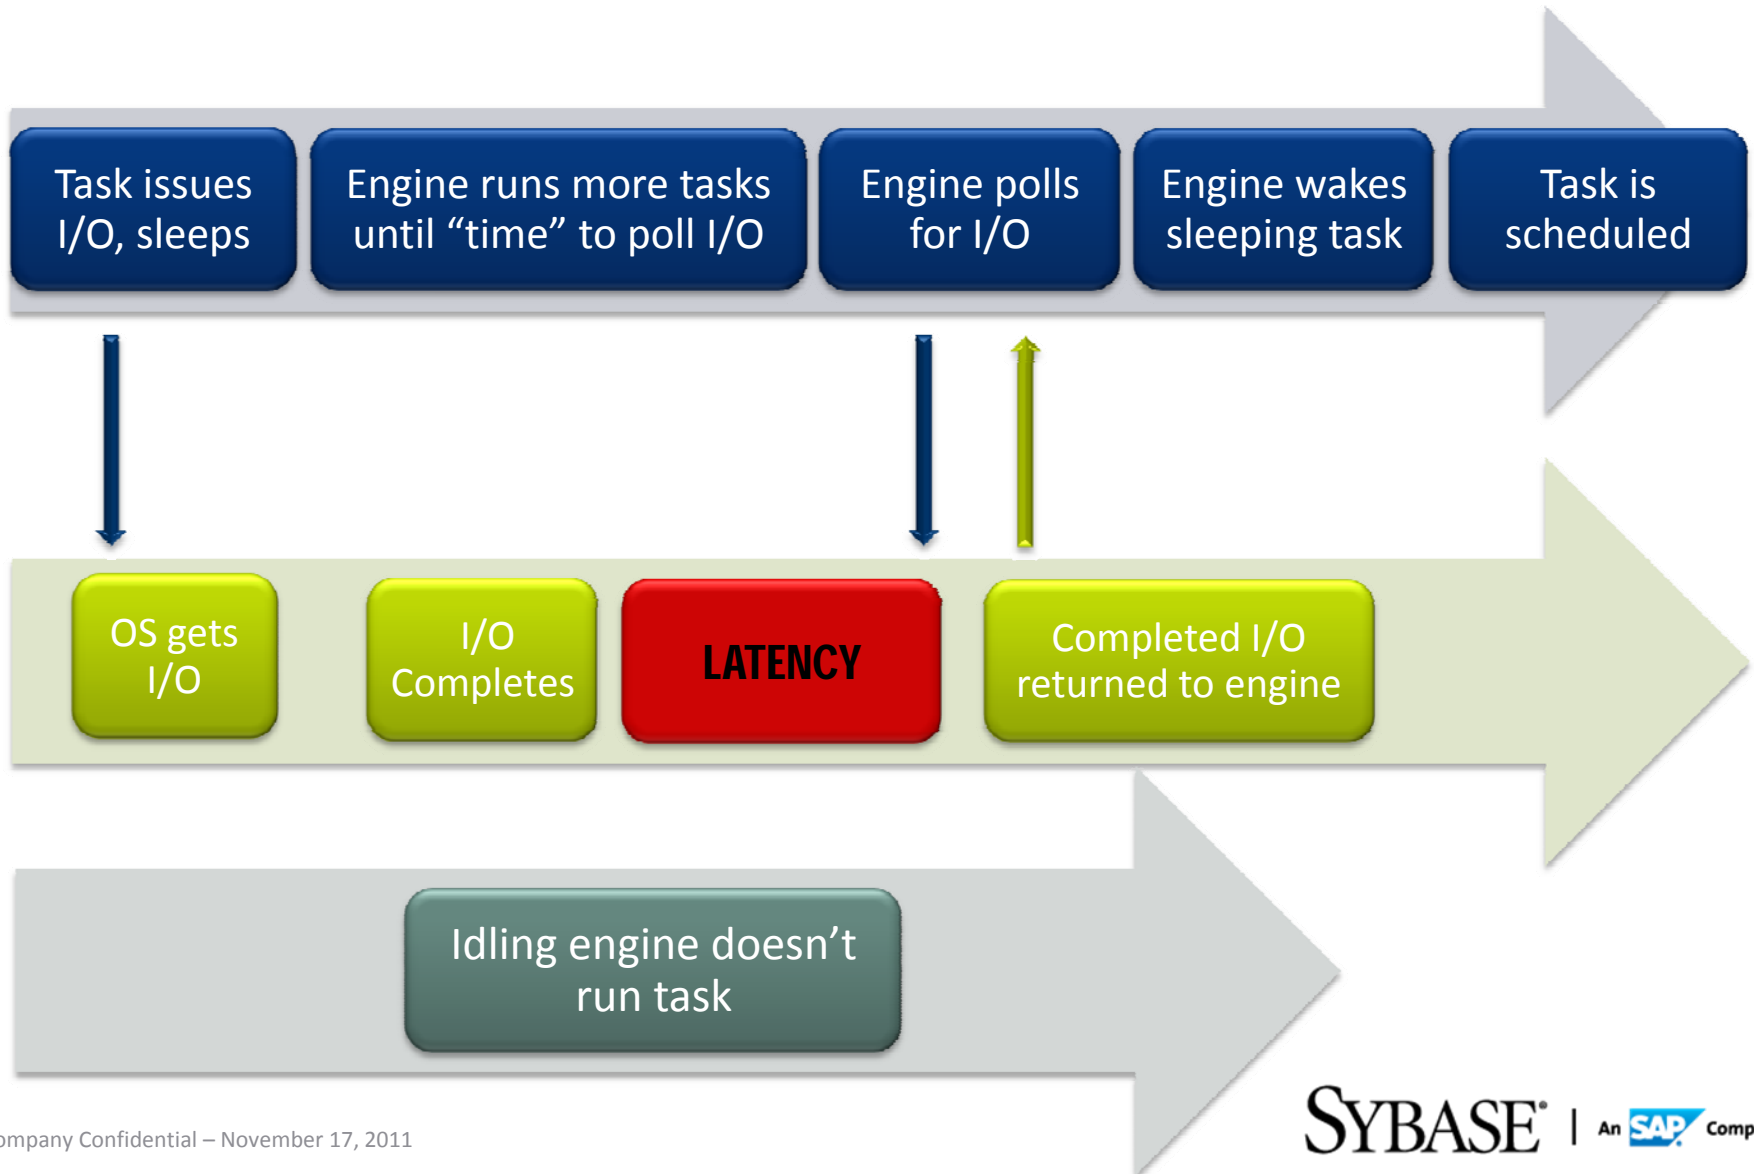 Task issues
I/O, sleeps
Engine runs more tasks
until “time” to poll I/O
Engine polls
for I/O
Engine wakes
sleeping task
Task is
scheduled
OS gets
I/O
I/O
Completes
LATENCY
Completed I/O
returned to engine
Idling engine doesn’t
run task
ompany Confidential – November 17, 2011
SYBASE® | An SAP Comp